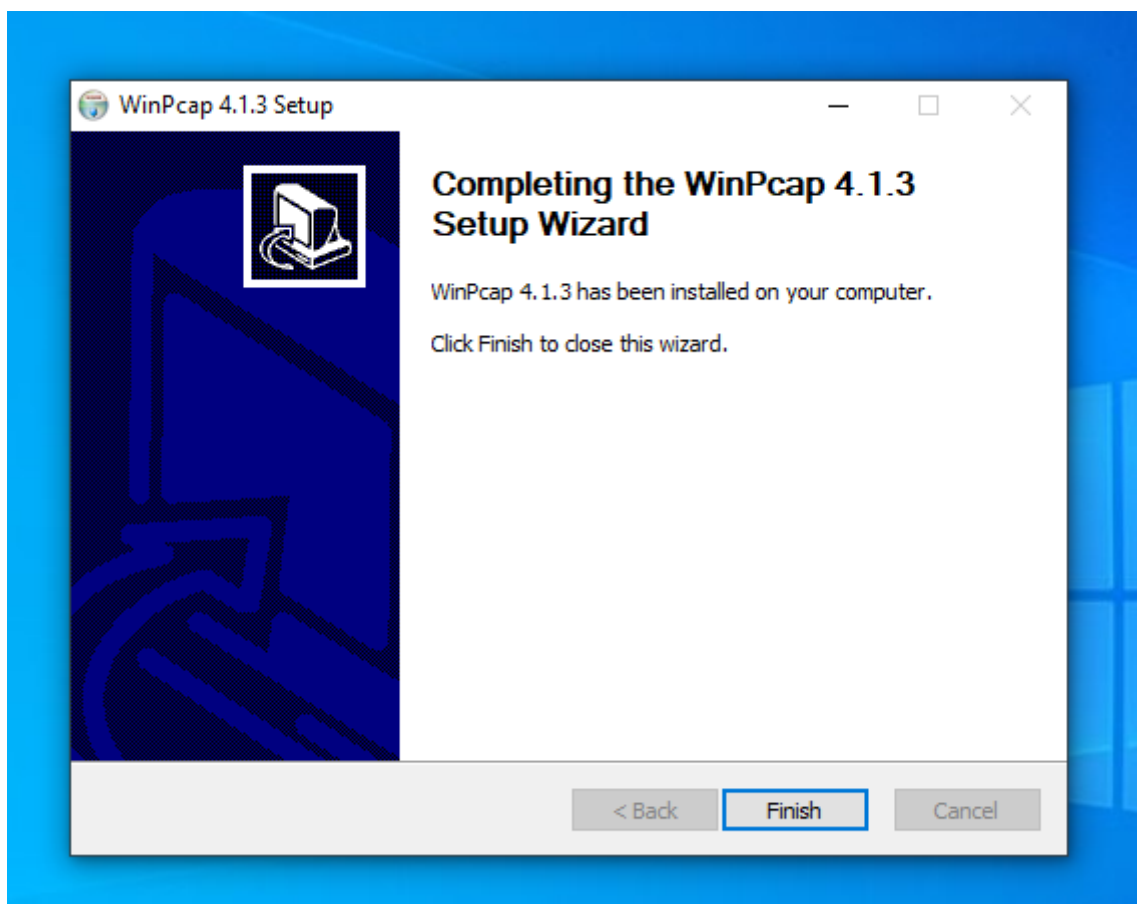 WinPcap 4.1.3 Setup
Completing the WinPcap 4.1.3
Setup Wizard
WinPcap 4.1.3 has been installed on your computer.
Click Finish to close this wizard.
< Back
Finish
Cancel